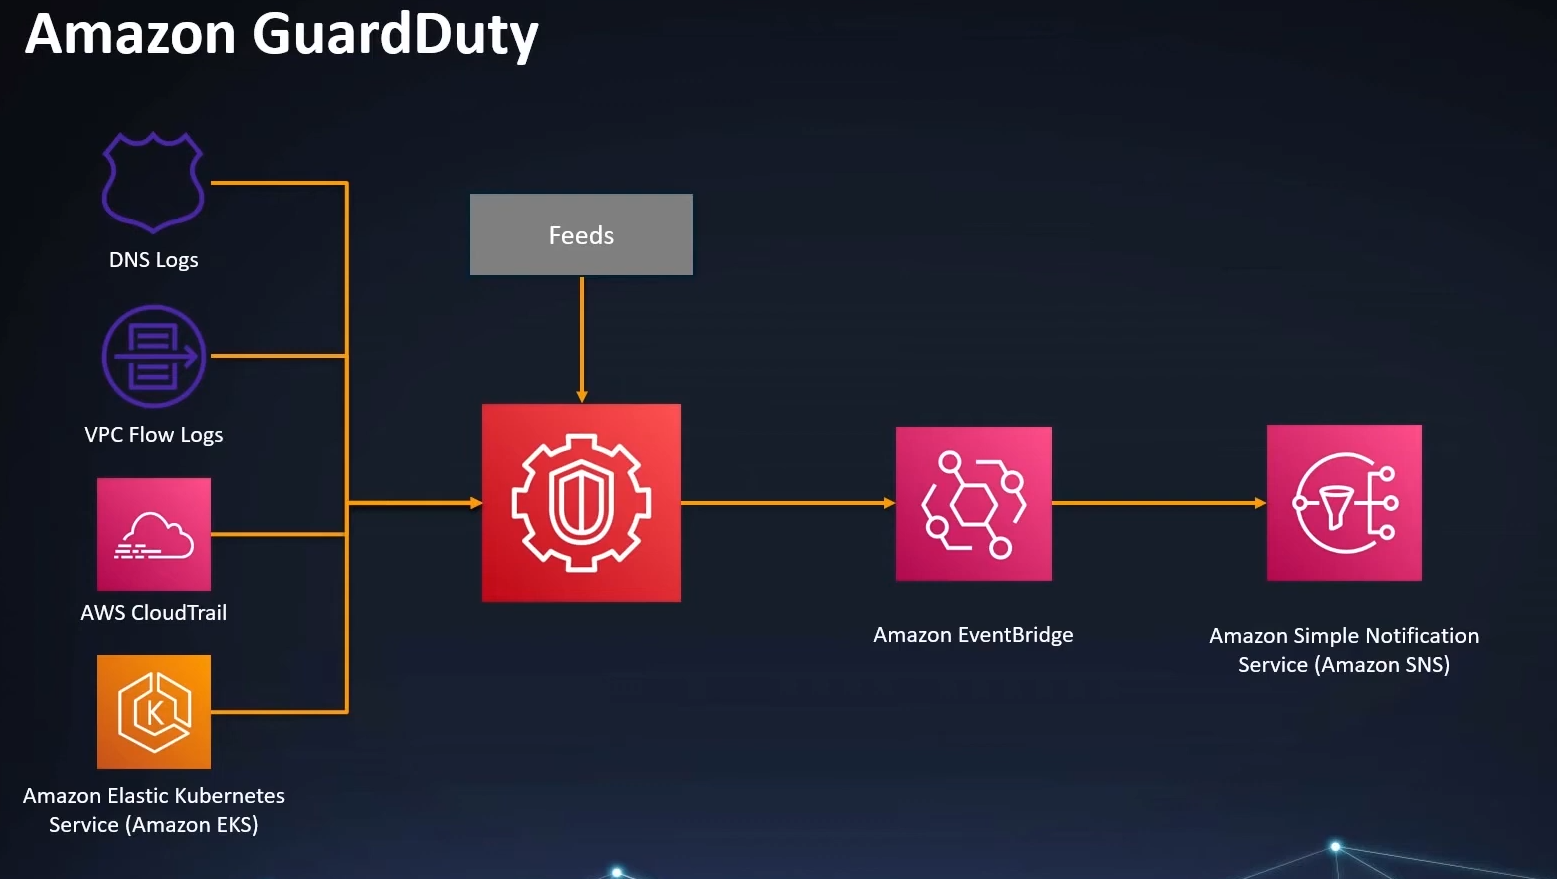 Amazon GuardDuty
DNS Logs
Feeds
VPC Flow Logs
AWS CloudTrail
K
Amazon Elastic Kubernetes
Service (Amazon EKS)
Amazon EventBridge
Amazon Simple Notification
Service (Amazon SNS)